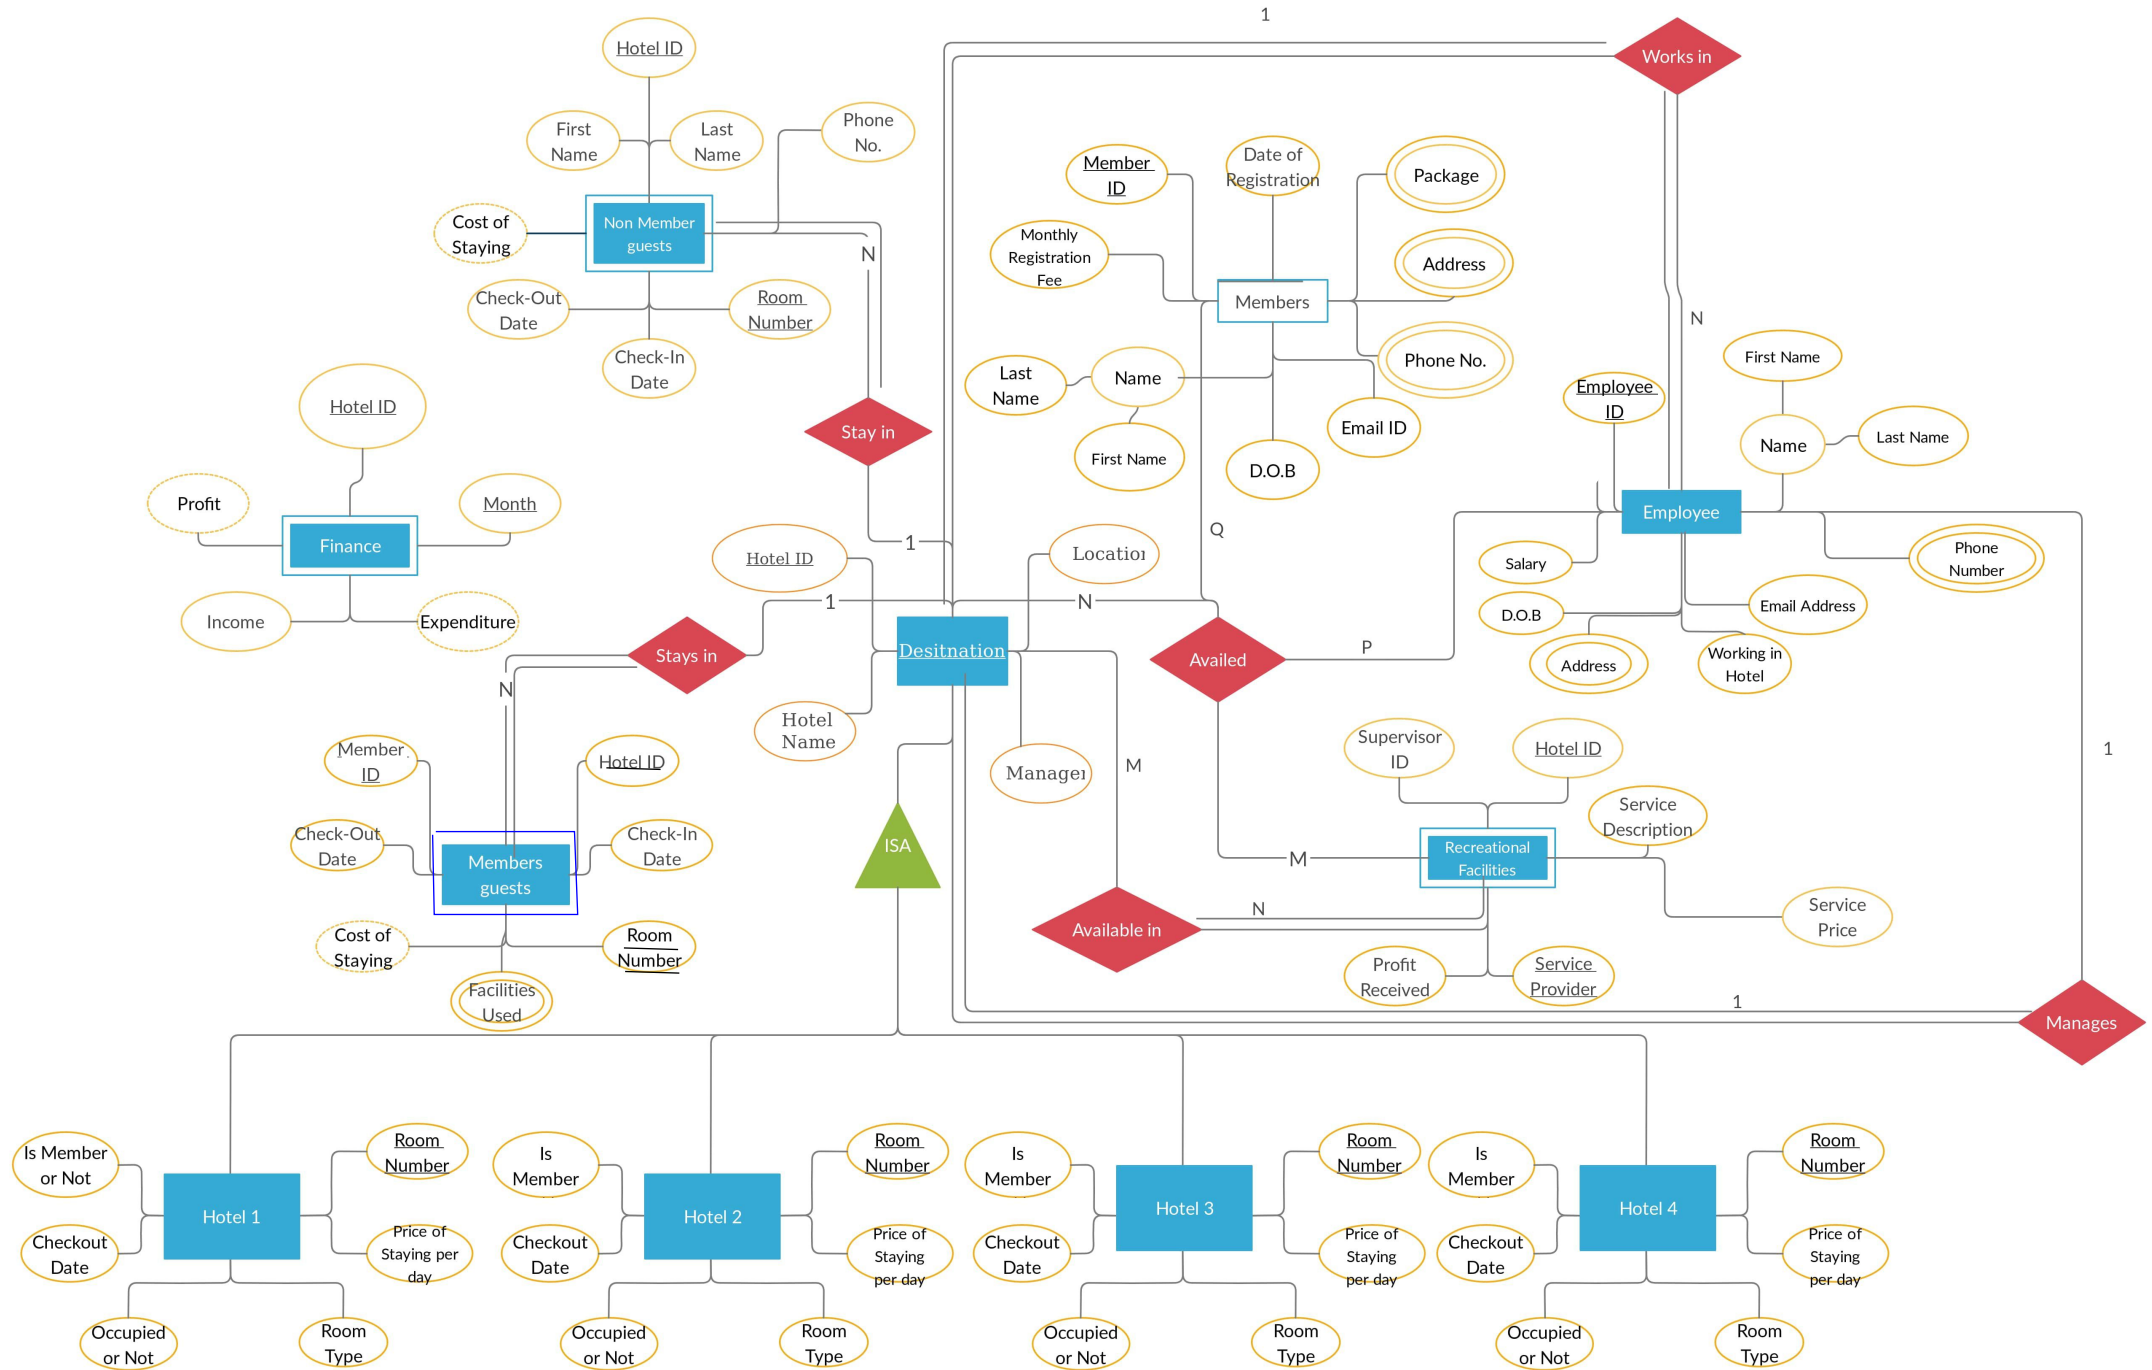 1
Works in
Hotel ID
First
Name
Last
Name
Phone
No.
Cost of
Staying
Non Member
guests
N
Check-Out
Date
Room
Number
Check-In
Date
Stay in
1
Member
ID
Date of
Registration
Package
Monthly
Registration
Fee
Address
Members
Phone No.
Last
Name
Name
First Name
D.O.B
Email ID
N
First Name
Employee
ID
Name
Last Name
Employee
Salary
Phone
Number
D.O.B
Email Address
Address
Working in
Hotel
Hotel ID
Profit
Month
Finance
Income
Expenditure
Hotel ID
Location
1
N
Q
Stays in
Desitnation
Availed
P
N
Hotel
Name
Manager
M
Member
ID
Hotel ID
Check-Out
Date
Check-In
Date
Members
guests
Cost of
Staying
Room
Number
Facilities
Used
ISA
Supervisor
ID
Hotel ID
Service
Description
M
Recreational
Facilities
Service
Price
N
Available in
Profit
Received
Service
Provider
1
1
Manages
Is Member
or Not
Room
Number
Hotel 1
Checkout
Date
Price of
Staying per
day
Occupied
or Not
Room
Type
Is
Member
Room
Number
Hotel 2
Checkout
Date
Price of
Staying
per day
Occupied
or Not
Room
Type
Is
Member
Room
Number
Hotel 3
Checkout
Date
Price of
Staying
per day
Occupied
or Not
Room
Type
Is
Member
Room
Number
Hotel 4
Checkout
Date
Price of
Staying
per day
Occupied
or Not
Room
Type